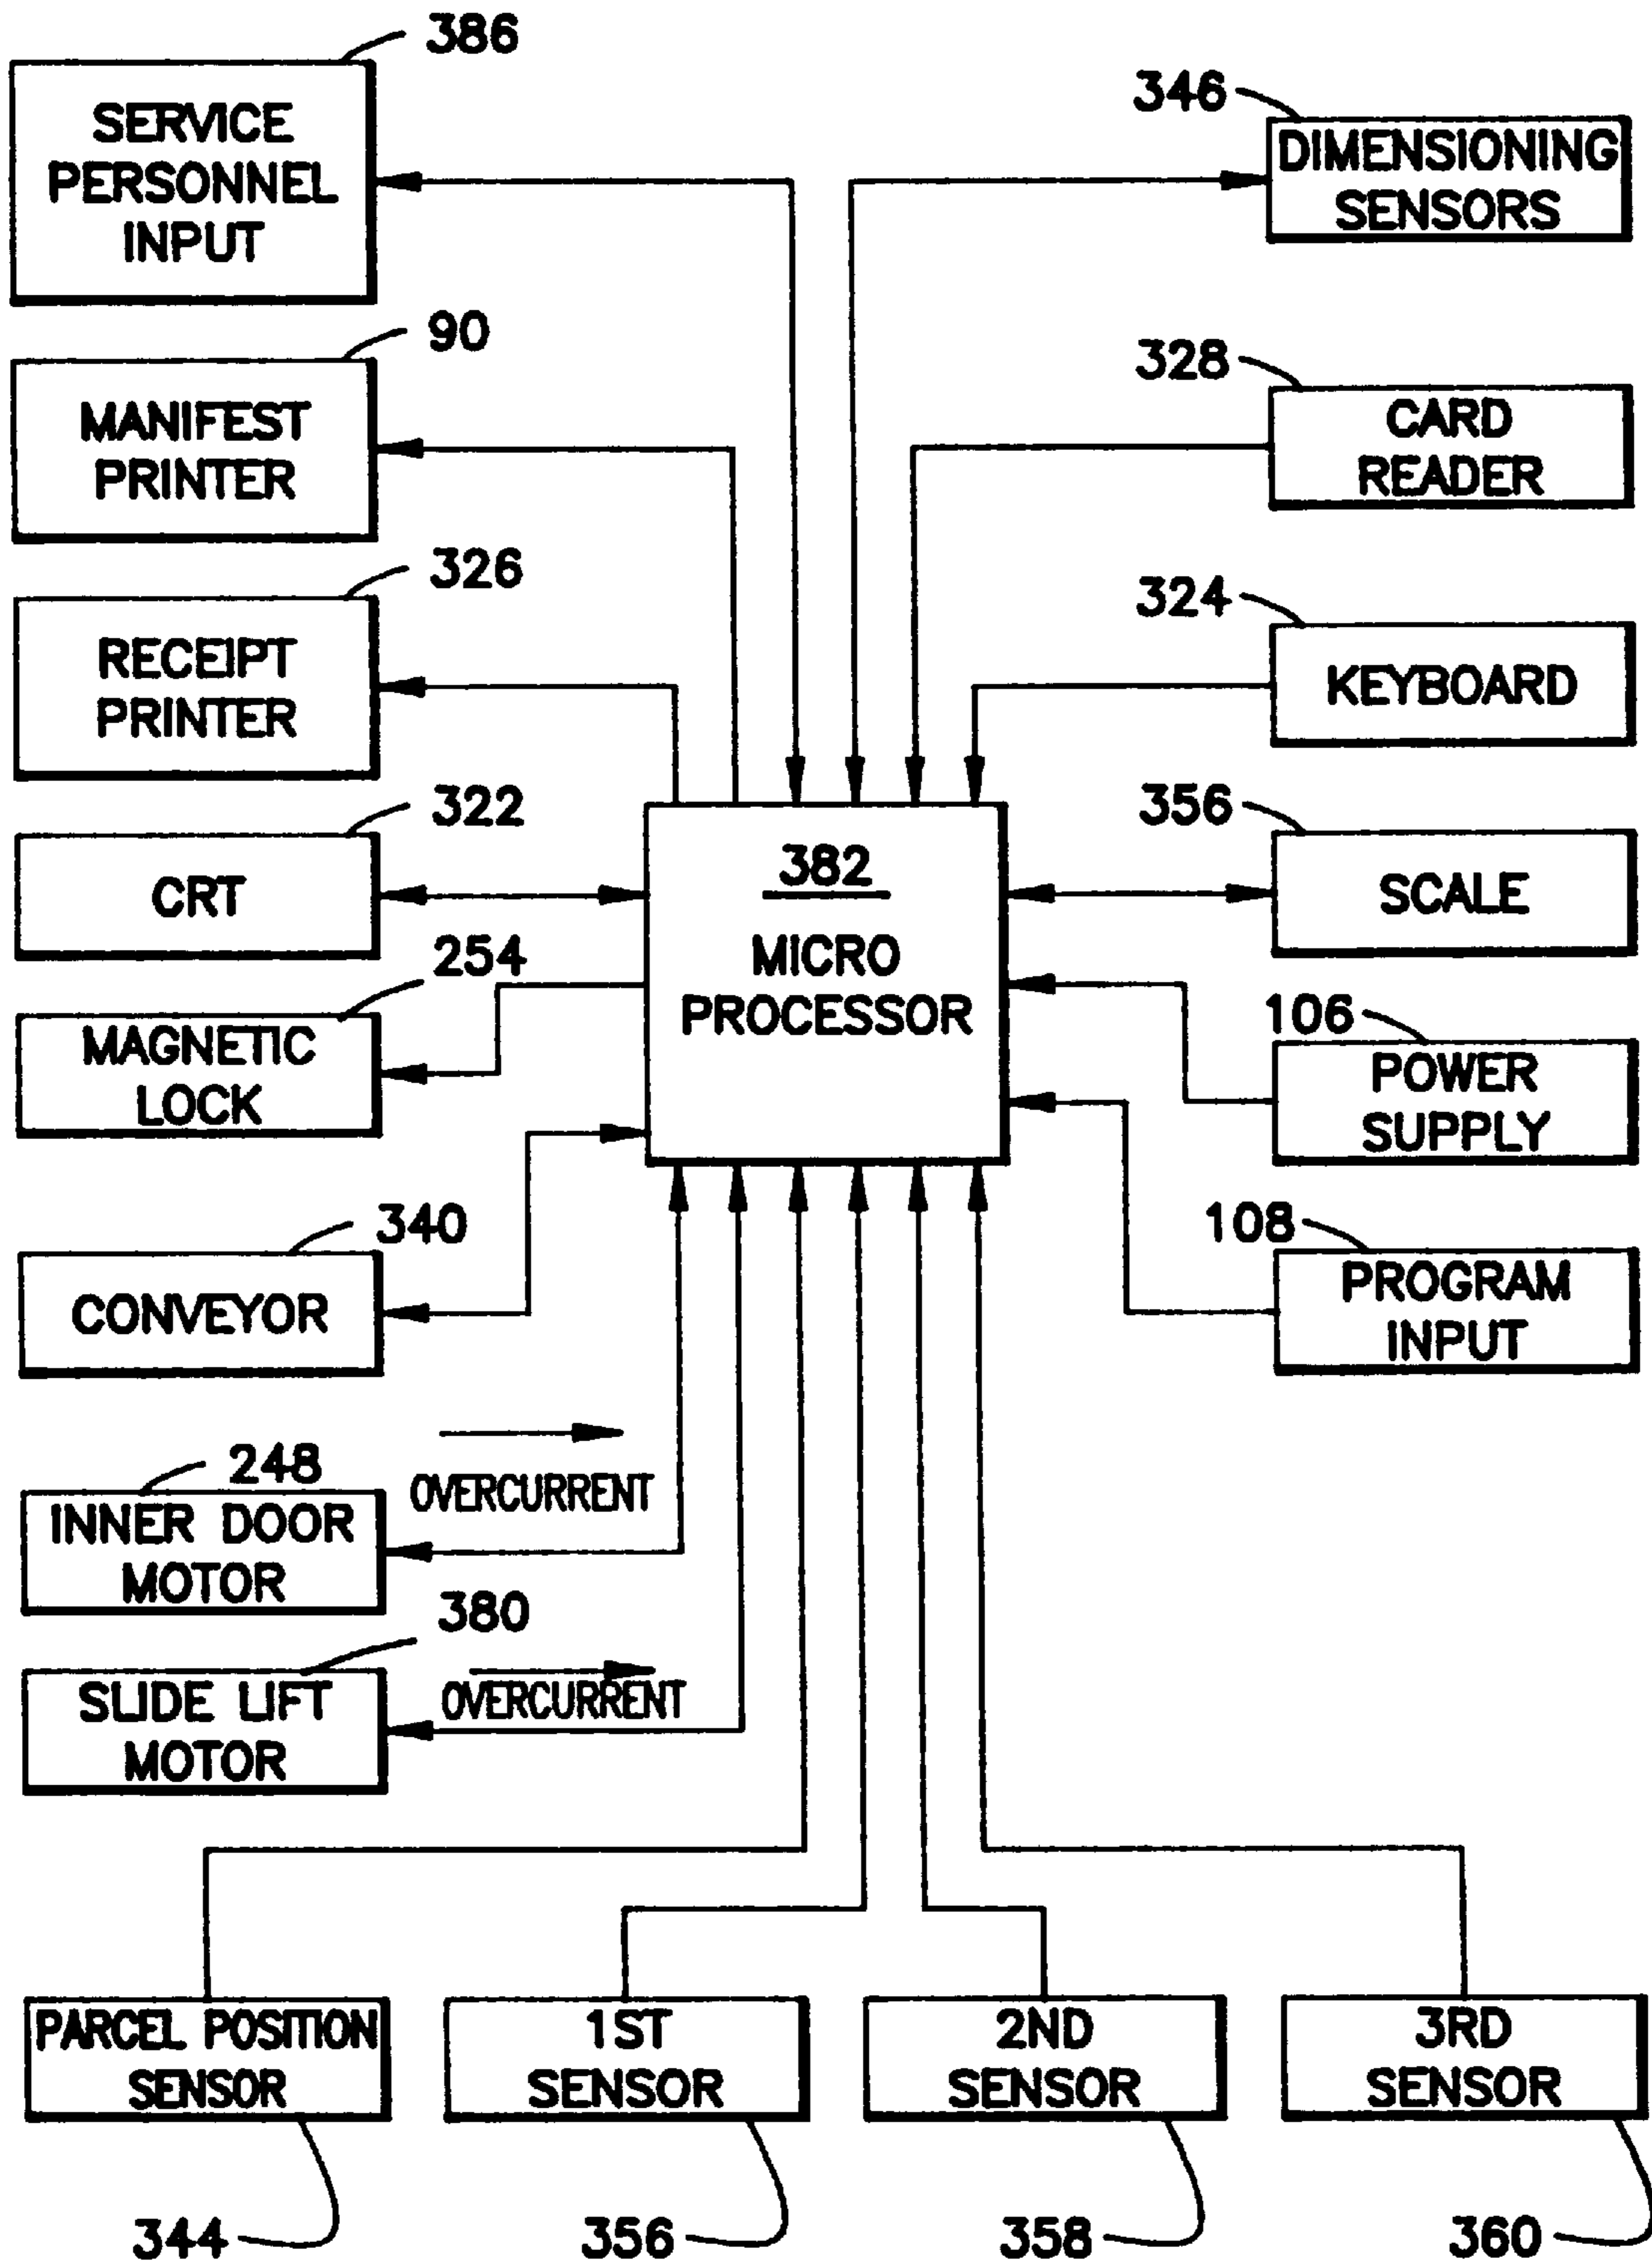 386
SERVICE
PERSONNEL
INPUT
346
DIMENSIONING
SENSORS
90
MANIFEST
PRINTER
328
CARD
READER
326
RECEIPT
PRINTER
324
KEYBOARD
322
CRT
382
MICRO
PROCESSOR
356
SCALE
254
MAGNETIC
LOCK
106
POWER
SUPPLY
340
CONVEYOR
108
PROGRAM
INPUT
248
INNER DOOR
MOTOR
OVERCURRENT
380
SLIDE LIFT
MOTOR
OVERCURRENT
PARCEL POSITION
SENSOR
1ST
SENSOR
2ND
SENSOR
3RD
SENSOR
344
356
358
360